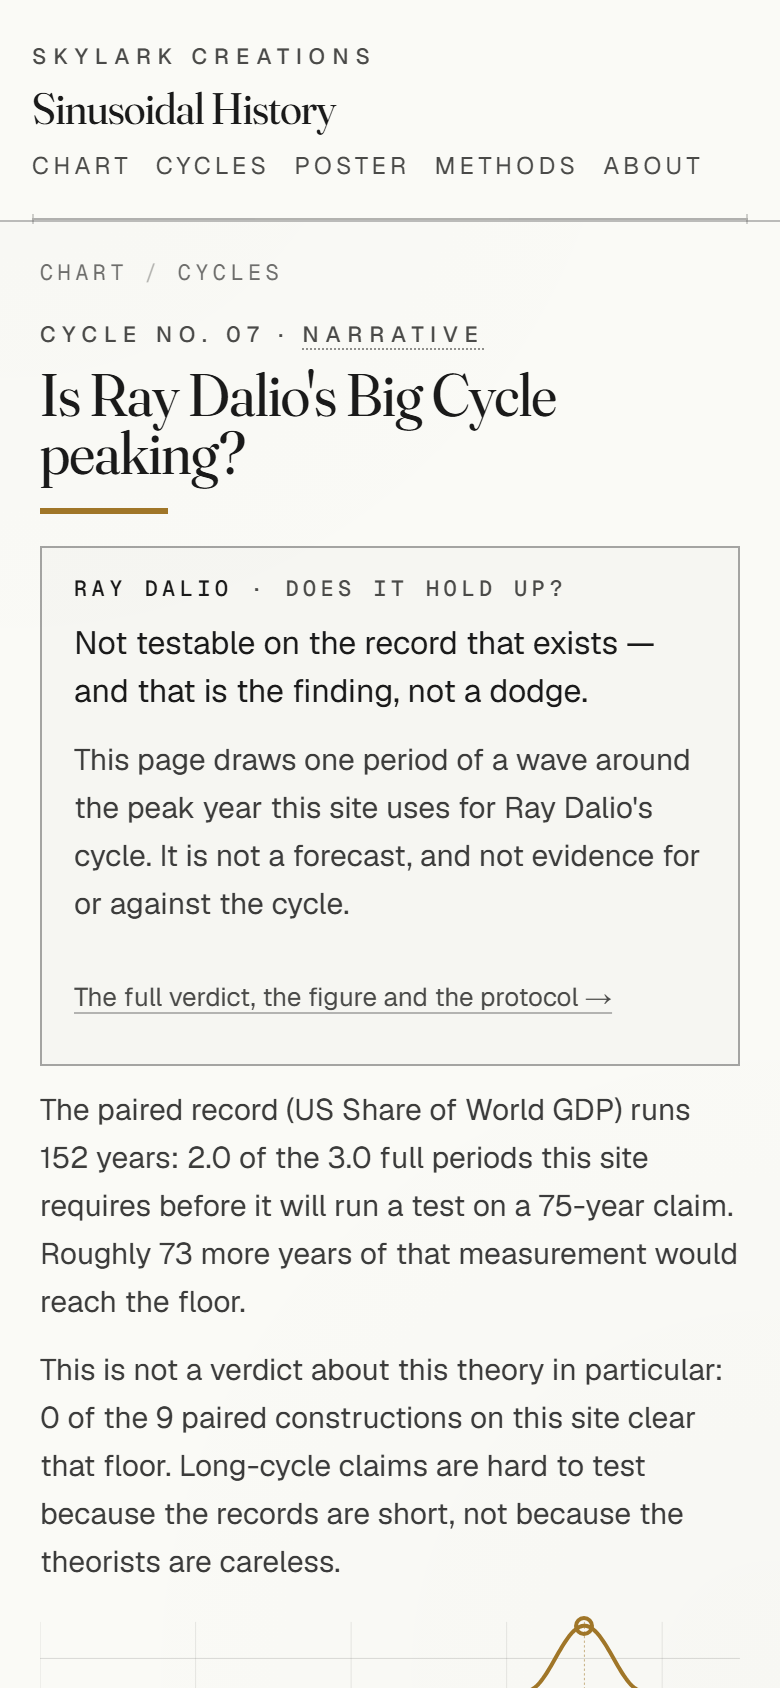 SKYLARK CREATIONS
Sinusoidal History
CHART CYCLES POSTER METHODS ABOUT
CHART / CYCLES
CYCLE NO. 07 · NARRATIVE
Is Ray Dalio's Big Cycle
peaking?
RAY DALIO · DOES IT HOLD UP?
Not testable on the record that exists —
and that is the finding, not a dodge.
This page draws one period of a wave around
the peak year this site uses for Ray Dalio's
cycle. It is not a forecast, and not evidence for
or against the cycle.
The full verdict, the figure and the protocol →
The paired record (US Share of World GDP) runs
152 years: 2.0 of the 3.0 full periods this site
requires before it will run a test on a 75-year claim.
Roughly 73 more years of that measurement would
reach the floor.
This is not a verdict about this theory in particular:
0 of the 9 paired constructions on this site clear
that floor. Long-cycle claims are hard to test
because the records are short, not because the
theorists are careless.